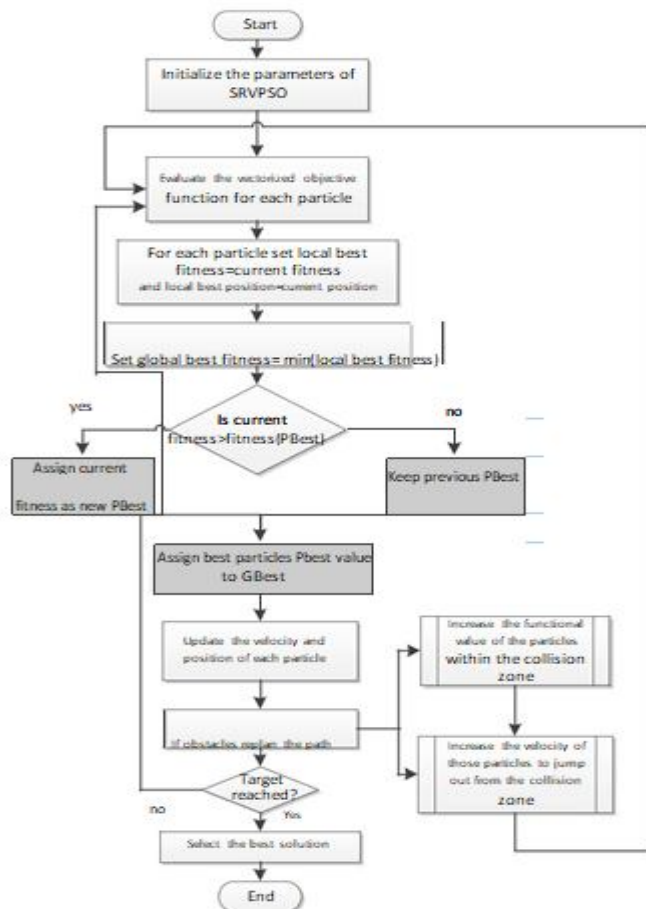 Start
Initialize the parameters of
SRVPSO
Evaluate the vectorized objective
function for each particle
For each particle set local best
fitness=current fitness
and local best position=current position
Set global best fitness= min(local best fitness)
yes
Is current
fitness>fitness(PBest)
no
Assign current
fitness as new PBest
Keep previous PBest
Assign best particles Pbest value
to GBest
Update the velocity and
position of each particle
Increase the functional
value of the particles
within the collision
zone
If obstacles replan the path
Increase the velocity of
those particles to jump
out from the collision
zone
Target
reached?
no
Yes
Select the best solution
End